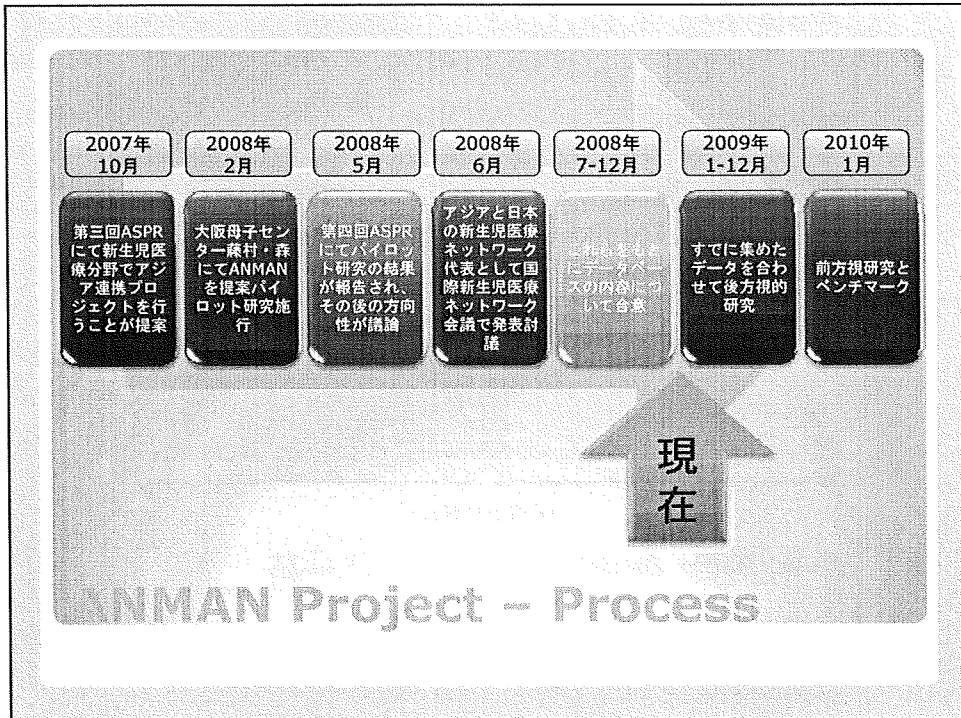 2007年
10月
第三回ASPR
にて新生児医
療分野でアジ
ア連携プロ
ジェクトを行
うことが提案
2008年
2月
大阪母子セン
ター藤村・森
にてANMAN
を提案パイ
ロット研究施
行
2008年
5月
第四回ASPR
にてパイロッ
ト研究の結果
が報告され、
その後の方向
性が議論
2008年
6月
アジアと日本
の新生児医療
ネットワーク
代表として国
際新生児医療
ネットワーク
会議で発表討
議
2008年
7-12月
をもと
にデータベー
スの内容につ
いて合意
2009年
1-12月
すでに集めた
データを合わ
せて後方視的
研究
2010年
1月
前方視研究と
ベンチマーク
現
在
ANMAN Project – Process